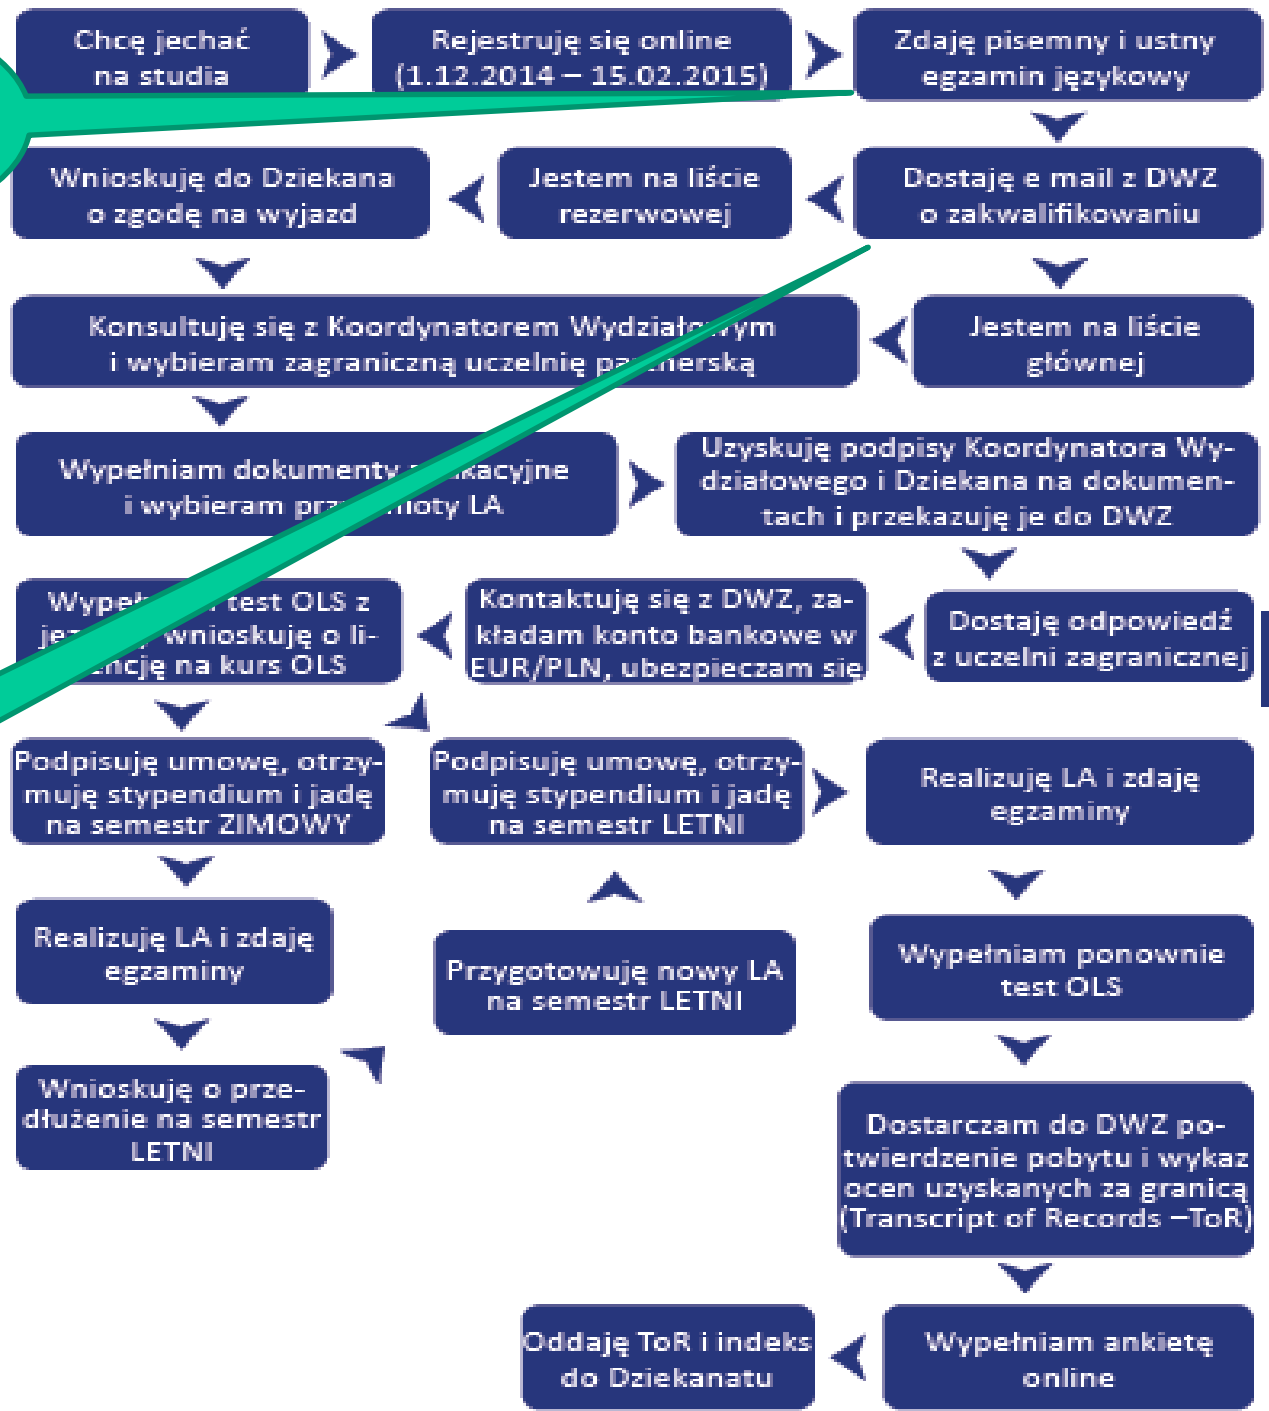 Chcę jechać
na studia
Rejestruję się online
(1.12.2014 – 15.02.2015)
Zdaję pisemny i ustny
egzamin językowy
Wnioskuję do Dziekana
o zgodę na wyjazd
Jestem na liście
rezerwowej
Dostaję e mail z DWZ
o zakwalifikowaniu
Konsultuję się z Koordynatorem Wydziałowym
i wybieram zagraniczną uczelnię partnerską
Jestem na liście
głównej
Wypełniam dokumenty
i wybieram LA
Uzyskuję podpisy Koordynatora Wy-
działowego i Dziekana na dokumen-
tach i przekazuję je do DWZ
test OLS z
wnioskuję o li-
na kurs OLS
Kontaktuję się z DWZ, za-
kładam konto bankowe w
EUR/PLN, ubezpieczam się
Dostaję odpowiedź
z uczelni zagranicznej
Podpisuję umowę, otrzy-
muję stypendium i jadę
na semestr ZIMOWY
Podpisuję umowę, otrzy-
muję stypendium i jadę
na semestr LETNI
Realizuję LA i zdaję
egzaminy
Realizuję LA i zdaję
egzaminy
Przygotowuję nowy LA
na semestr LETNI
Wypełniam ponownie
test OLS
Wnioskuję o prze-
dłużenie na semestr
LETNI
Dostarczam do DWZ po-
twierdzenie pobytu i wykaz
ocen uzyskanych za granicą
(Transcript of Records –ToR)
Oddaję ToR i indeks
do Dziekanatu
Wypełniam ankietę
online